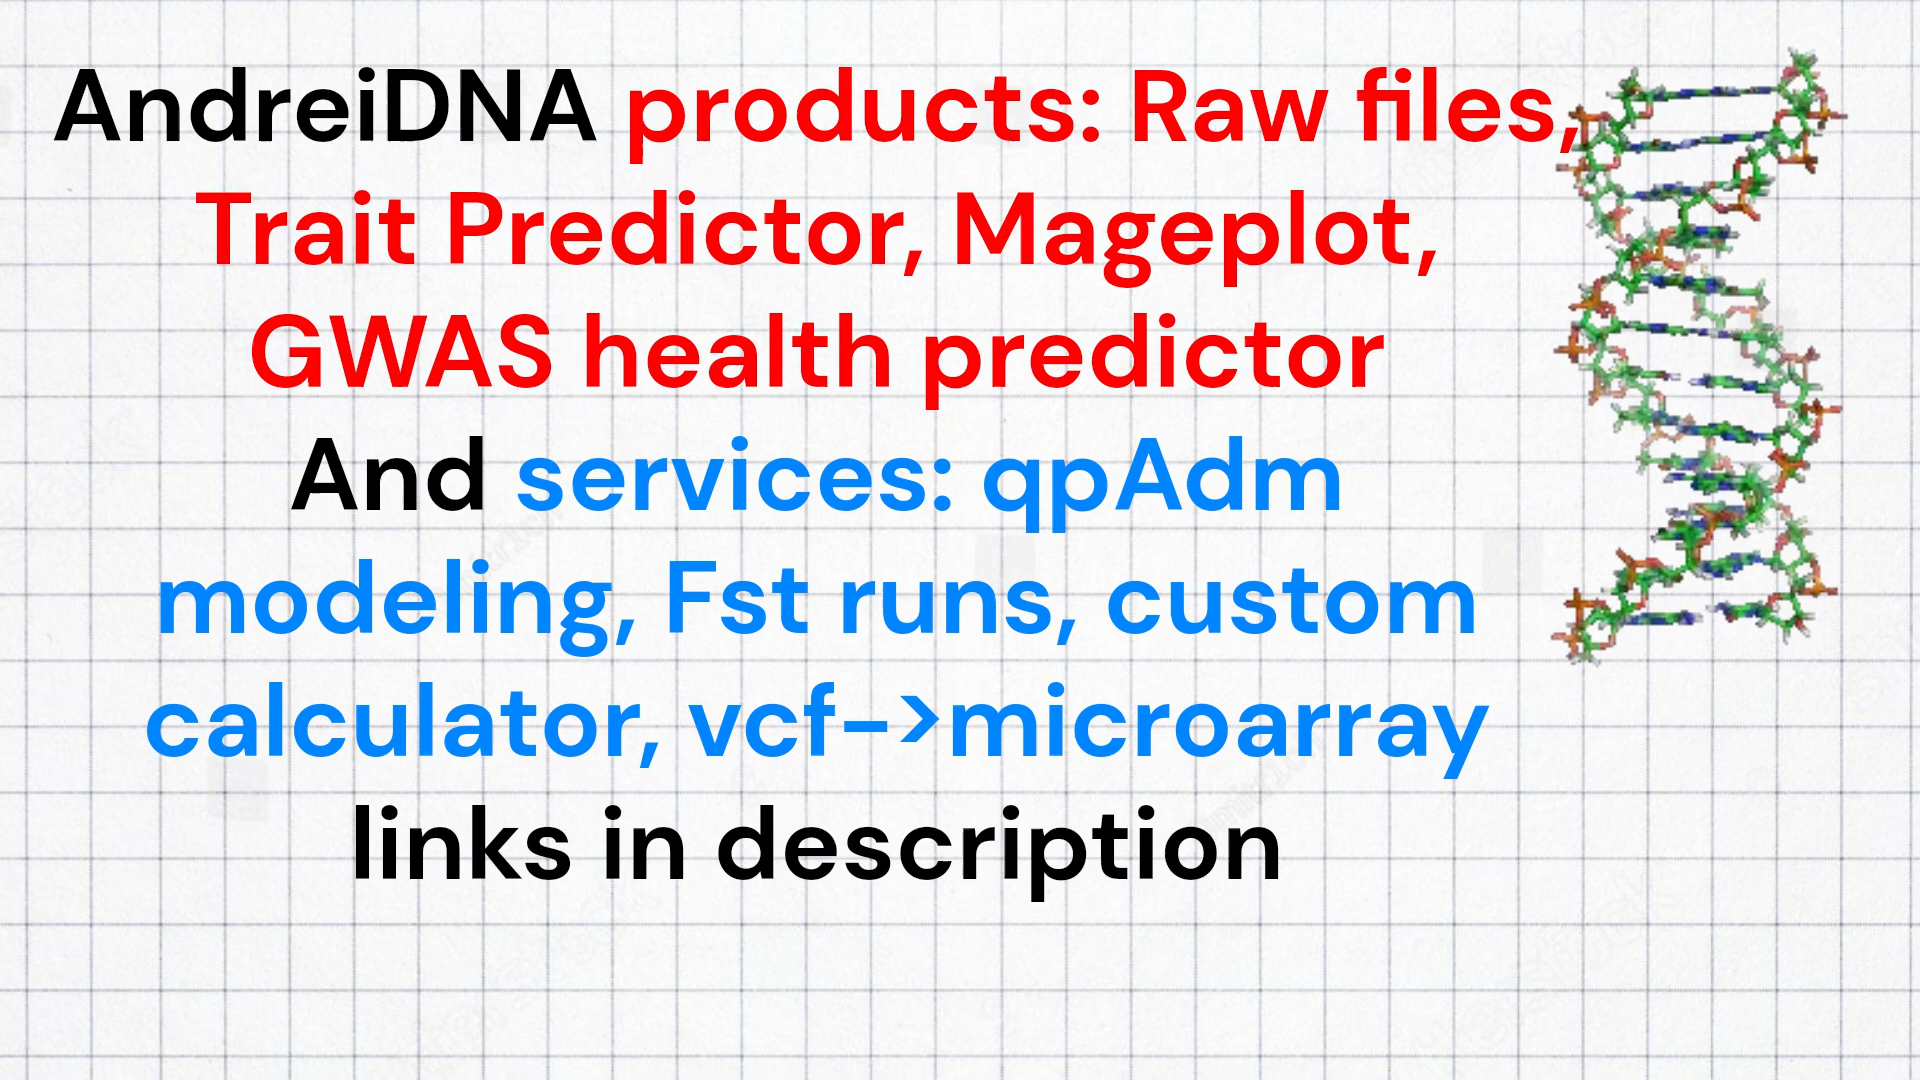 AndreiDNA products: Raw files,
Trait Predictor, Mageplot,
GWAS health predictor
And services: qpAdm
modeling, Fst runs, custom
calculator, vcf->microarray
links in description